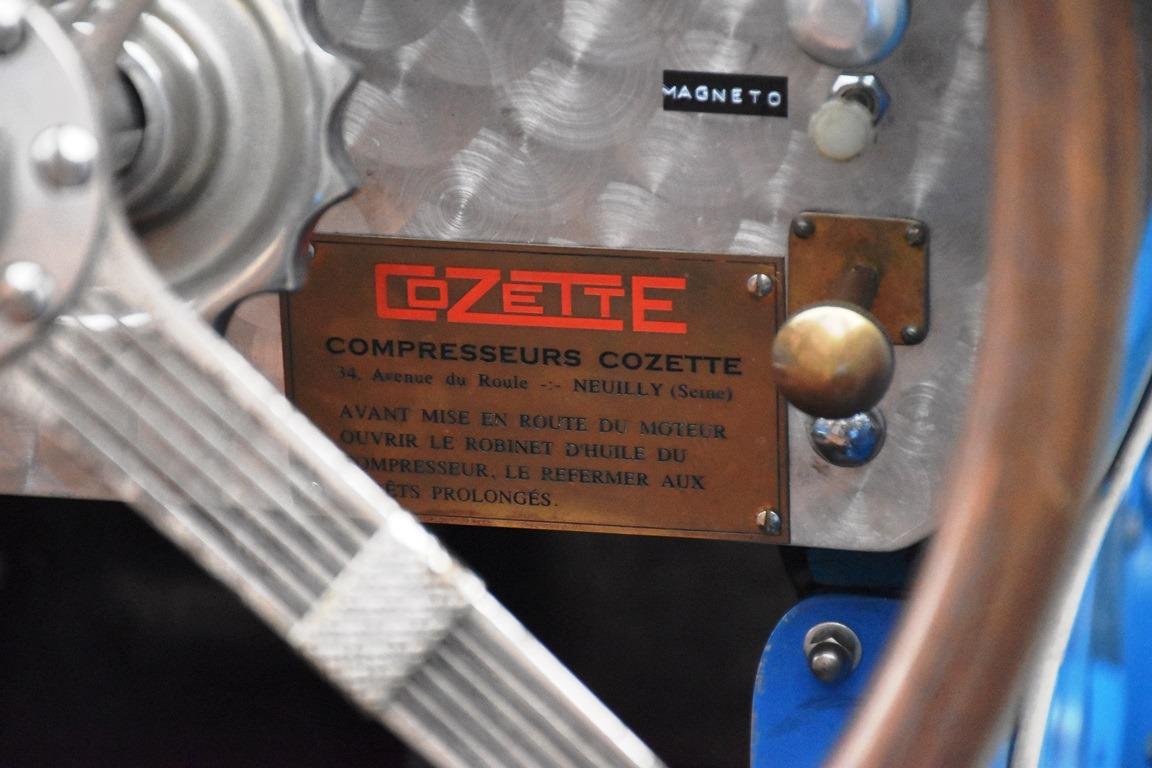 MAGNETO
COZETTE
COMPRESSEURS COZETTE
34, Avenue du Roule -:- NEUILLY (Seine)
AVANT MISE EN ROUTE DU MOTEUR
OUVRIR LE ROBINET D'HUILE DU
COMPRESSEUR, LE REFERMER AUX
ÊTS PROLONGÉS.